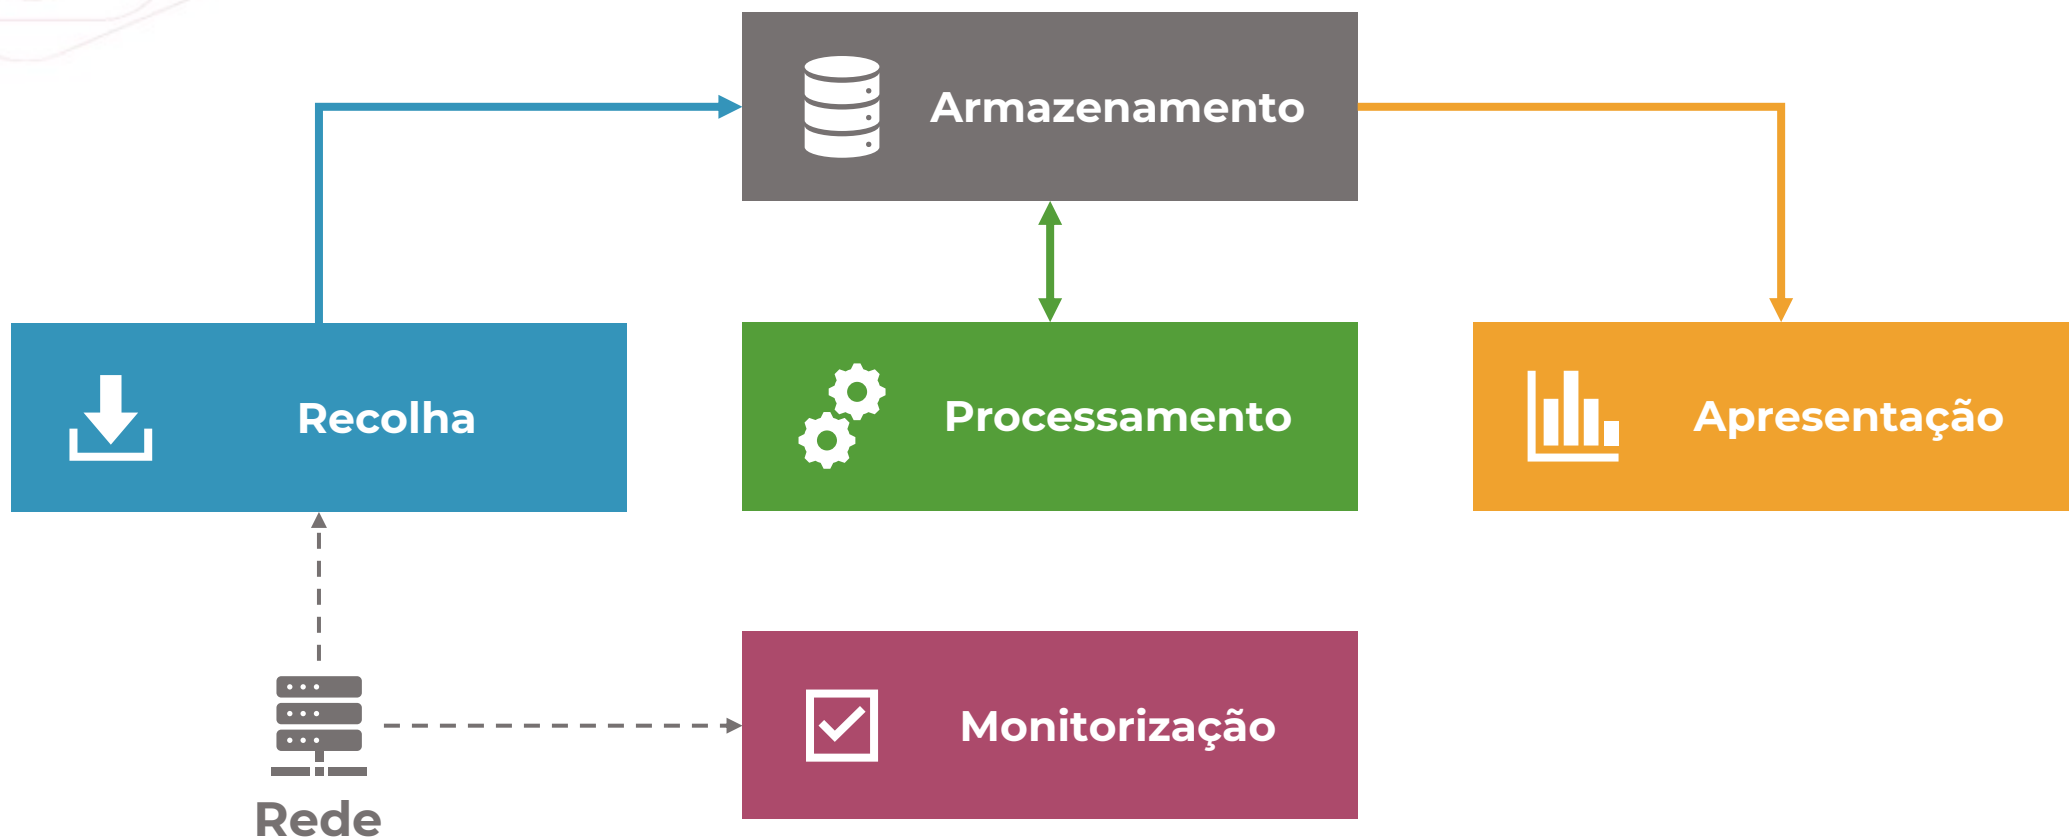 Armazenamento
Recolha
Processamento
Apresentação
Monitorização
Rede